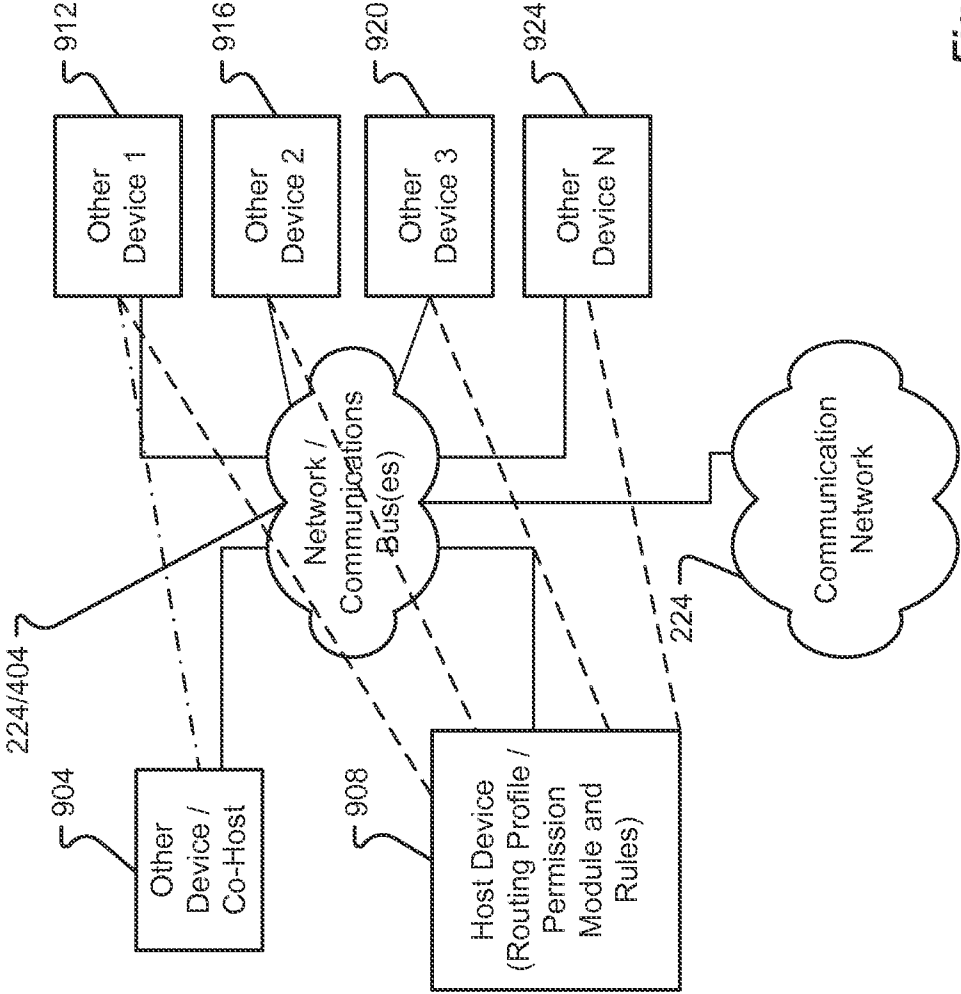 224/404
904
Other
Device /
Co-Host
908
Host Device
(Routing Profile /
Permission
Module and
Rules)
Network /
Communications
Bus(es)
224
Communication
Network
912
Other
Device 1
916
Other
Device 2
920
Other
Device 3
924
Other
Device N